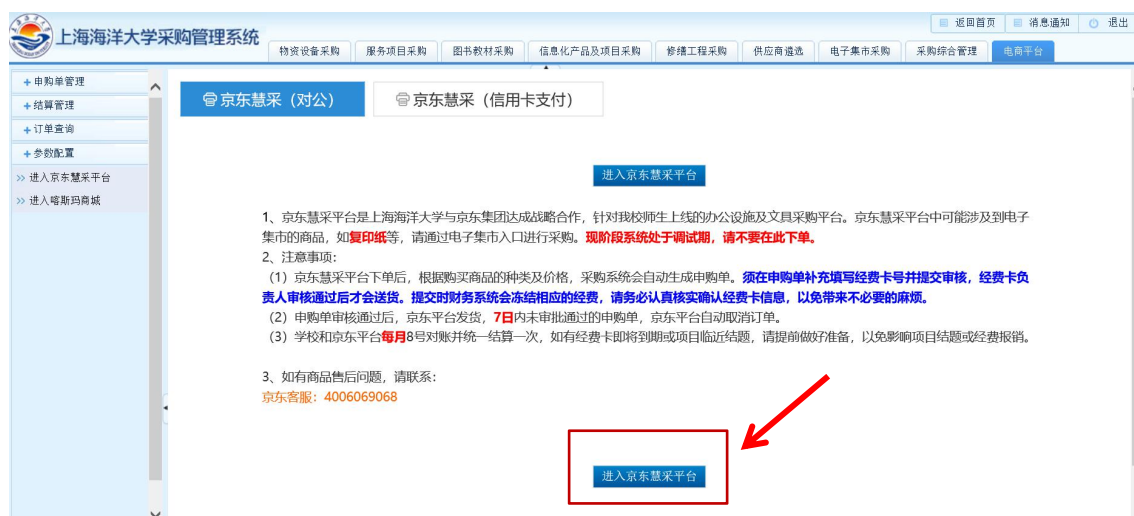 返回首页 消息通知 退出
上海海洋大学采购管理系统
物资设备采购 服务项目采购 图书教材采购 信息化产品及项目采购 修缮工程采购 供应商遴选 电子集市采购 采购综合管理 电商平台
+申购单管理
+结算管理
+订单查询
+参数配置
>> 进入京东慧采平台
>> 进入喀斯玛商城
京东慧采（对公） 京东慧采（信用卡支付）
进入京东慧采平台
1、京东慧采平台是上海海洋大学与京东集团达成战略合作，针对我校师生上线的办公设施及文具采购平台。京东慧采平台中可能涉及到电子
集市的商品，如复印纸等，请通过电子集市入口进行采购。现阶段系统处于调试期，请不要在此下单。
2、注意事项:
（1）京东慧采平台下单后，根据购买商品的种类及价格，采购系统会自动生成申购单。须在申购单补充填写经费卡号并提交审核，经费卡负
责人审核通过后才会送货。提交时财务系统会冻结相应的经费，请务必认真核实确认经费卡信息，以免带来不必要的麻烦。
（2）申购单审核通过后，京东平台发货，7日内未审批通过的申购单，京东平台自动取消订单。
（3）学校和京东平台每月8号对账并统一结算一次，如有经费卡即将到期或项目临近结题，请提前做好准备，以免影响项目结题或经费报销。
3、如有商品售后问题，请联系：
京东客服：4006069068
进入京东慧采平台